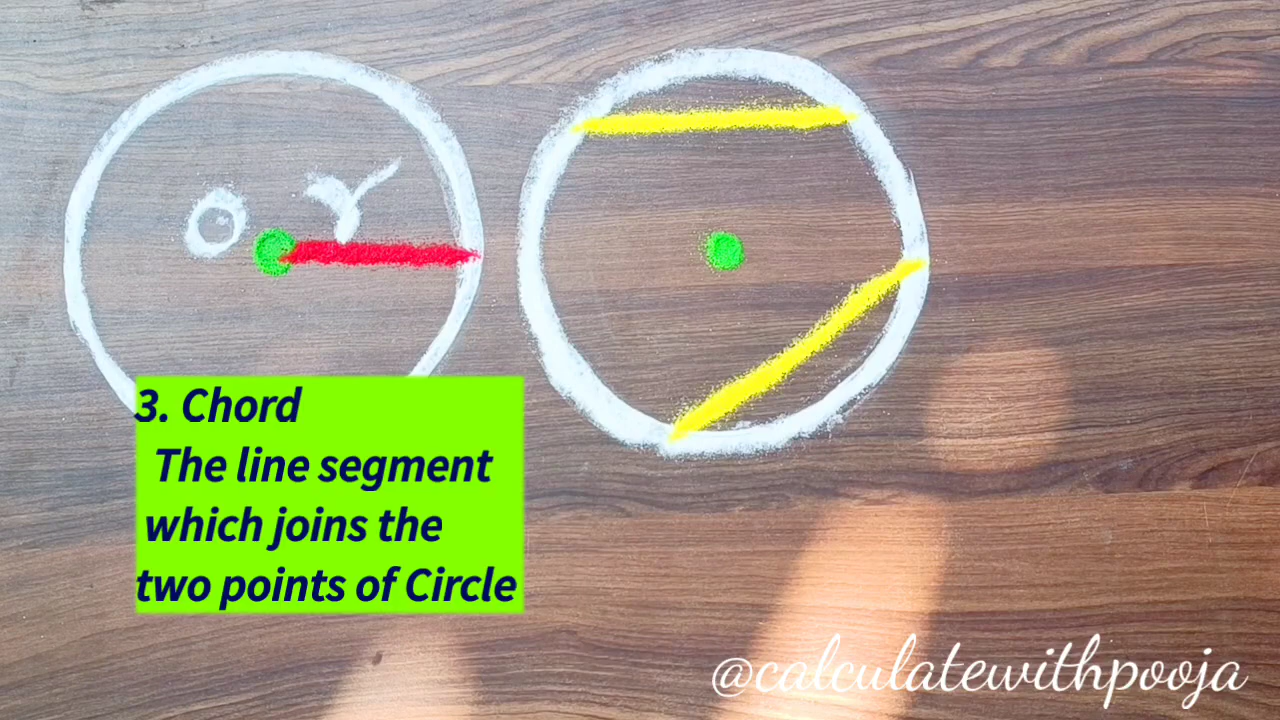 O r
3. Chord
The line segment
which joins the
two points of Circle
@calculatewithpooja